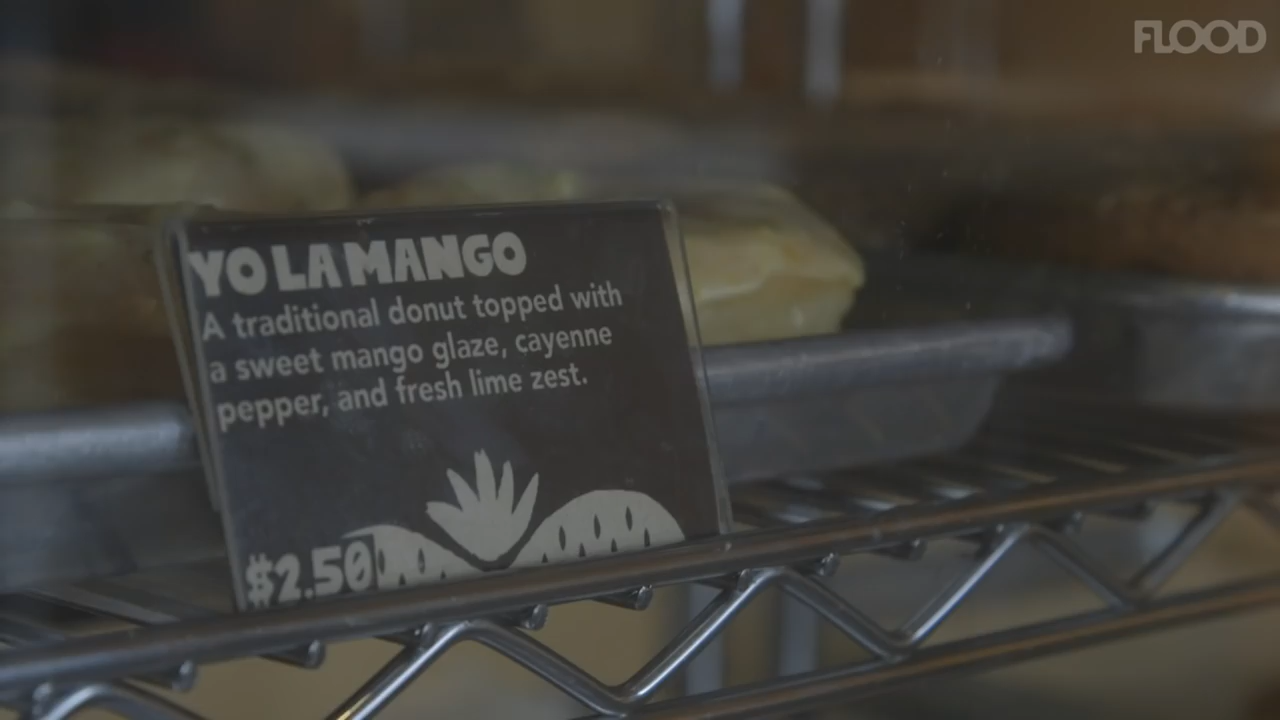 FLOOD
YO LA MANGO
A traditional donut topped with
a sweet mango glaze, cayenne
pepper, and fresh lime zest.
$2.50